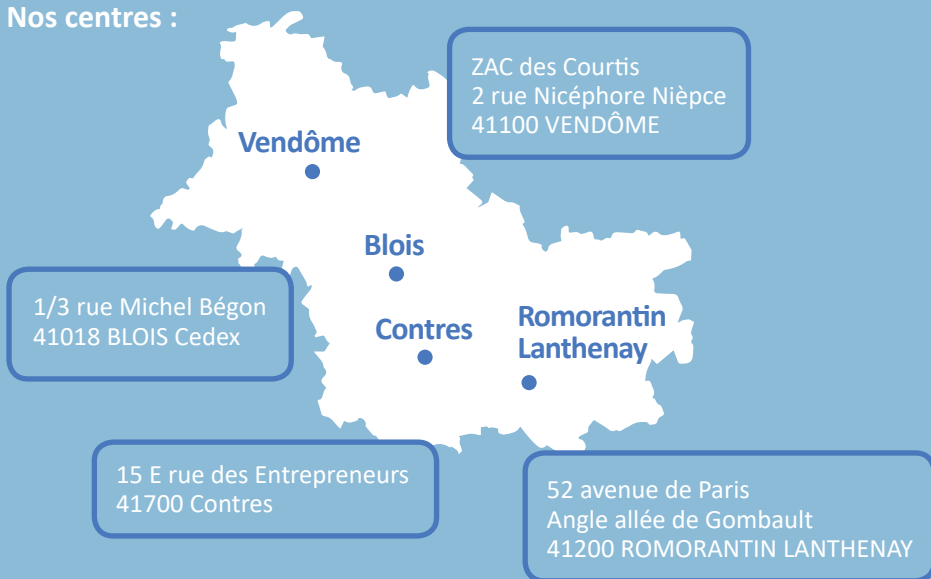 Nos centres :
ZAC des Courtis
2 rue Nicéphore Nièpce
41100 VENDÔME
Vendôme
Blois
1/3 rue Michel Bégon
41018 BLOIS Cedex
Contres
Romorantin
Lanthenay
15 E rue des Entrepreneurs
41700 Contres
52 avenue de Paris
Angle allée de Gombault
41200 ROMORANTIN LANTHENAY